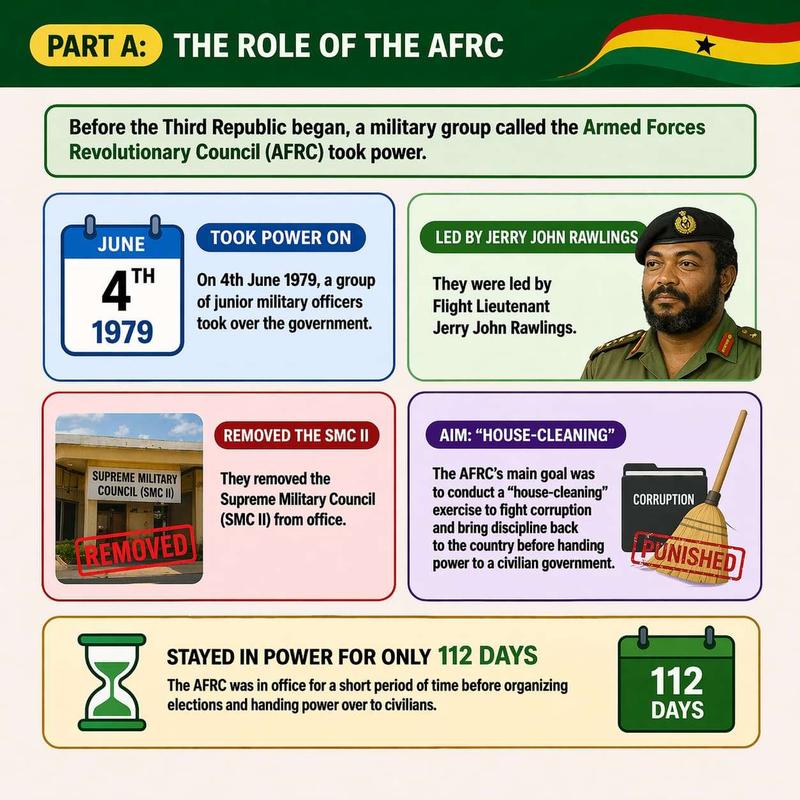 PART A: THE ROLE OF THE AFRC
Before the Third Republic began, a military group called the Armed Forces
Revolutionary Council (AFRC) took power.
JUNE
4TH
1979
TOOK POWER ON
On 4th June 1979, a group
of junior military officers
took over the government.
LED BY JERRY JOHN RAWLINGS
They were led by
Flight Lieutenant
Jerry John Rawlings.
SUPREME MILITARY
COUNCIL (SMC II)
REMOVED
REMOVED THE SMC II
They removed the
Supreme Military Council
(SMC II) from office.
AIM: “HOUSE-CLEANING”
The AFRC’s main goal was
to conduct a “house-cleaning”
exercise to fight corruption
and bring discipline back
to the country before handing
power to a civilian government.
CORRUPTION
PUNISHED
STAYED IN POWER FOR ONLY 112 DAYS
The AFRC was in office for a short period of time before organizing
elections and handing power over to civilians.
112
DAYS